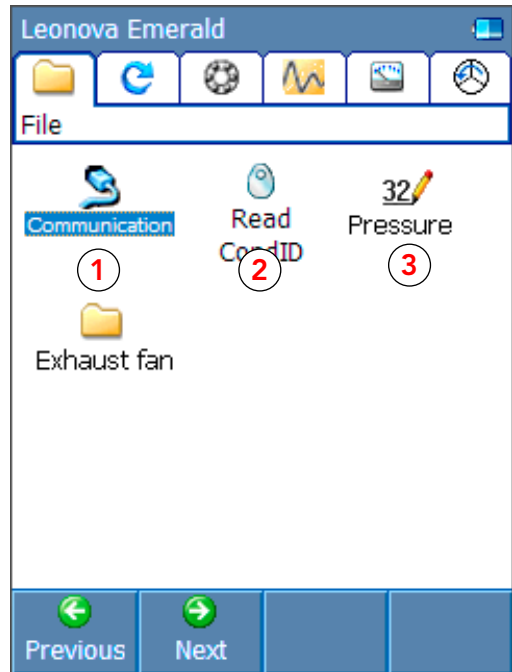 Leonova Emerald
File
32
Communication
Read
CondID
Pressure
1
2
3
Exhaust fan
Previous
Next